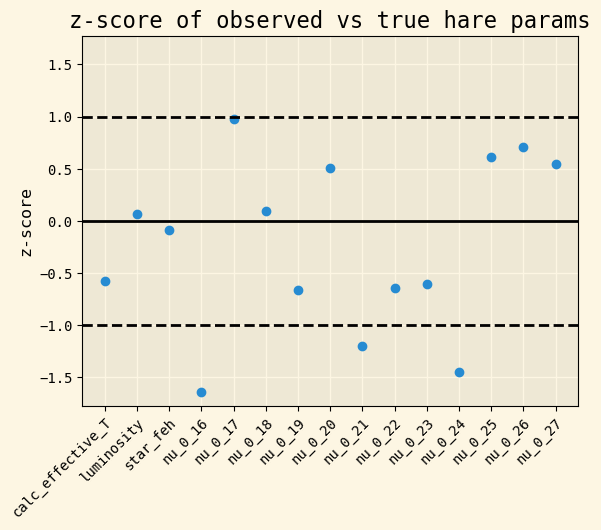 z-score of observed vs true hare params
z-score
1.5
1.0
0.5
0.0
−0.5
−1.0
−1.5
calc_effective_T
luminosity
star_feh
nu_0_16
nu_0_17
nu_0_18
nu_0_19
nu_0_20
nu_0_21
nu_0_22
nu_0_23
nu_0_24
nu_0_25
nu_0_26
nu_0_27